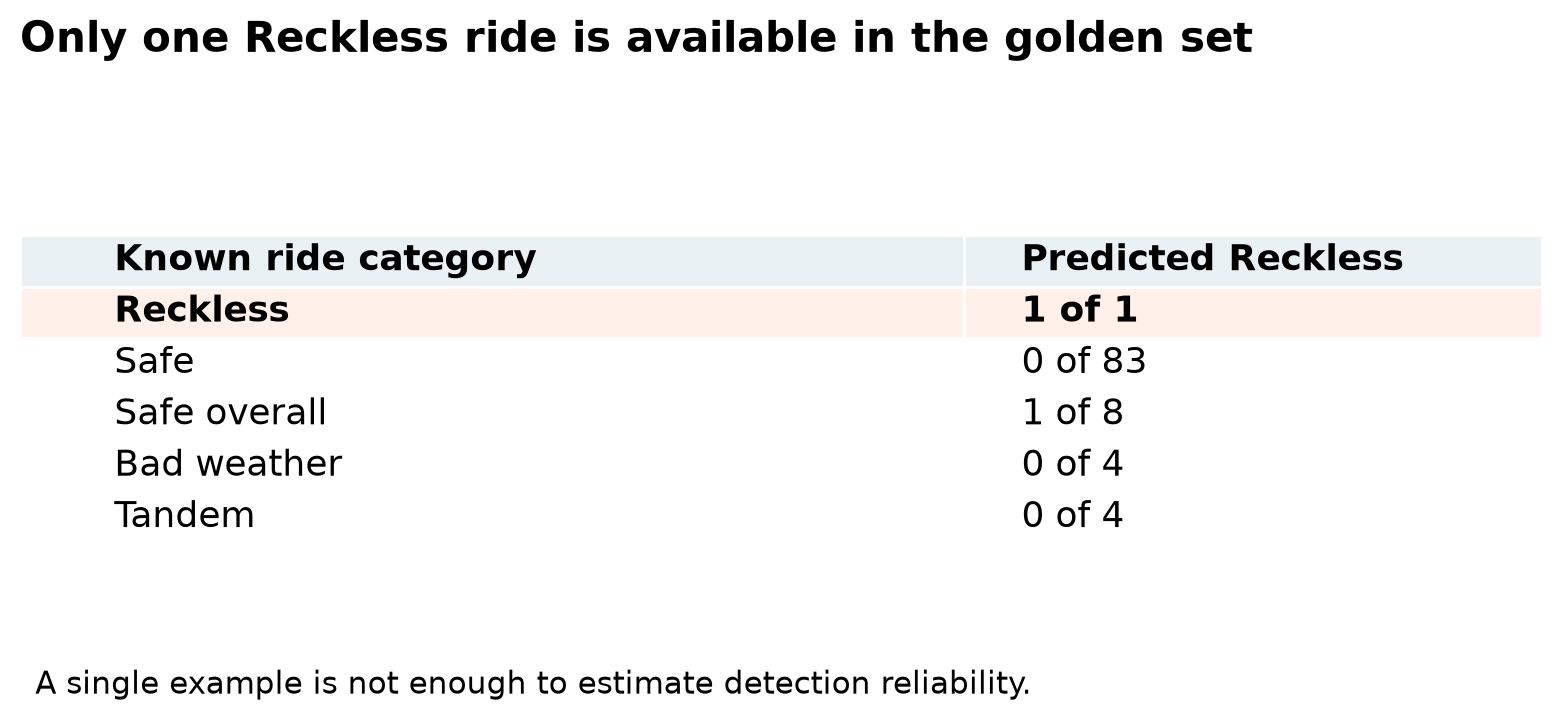 Only one Reckless ride is available in the golden set
Known ride category Predicted Reckless
Reckless 1 of 1
Safe 0 of 83
Safe overall 1 of 8
Bad weather 0 of 4
Tandem 0 of 4
A single example is not enough to estimate detection reliability.